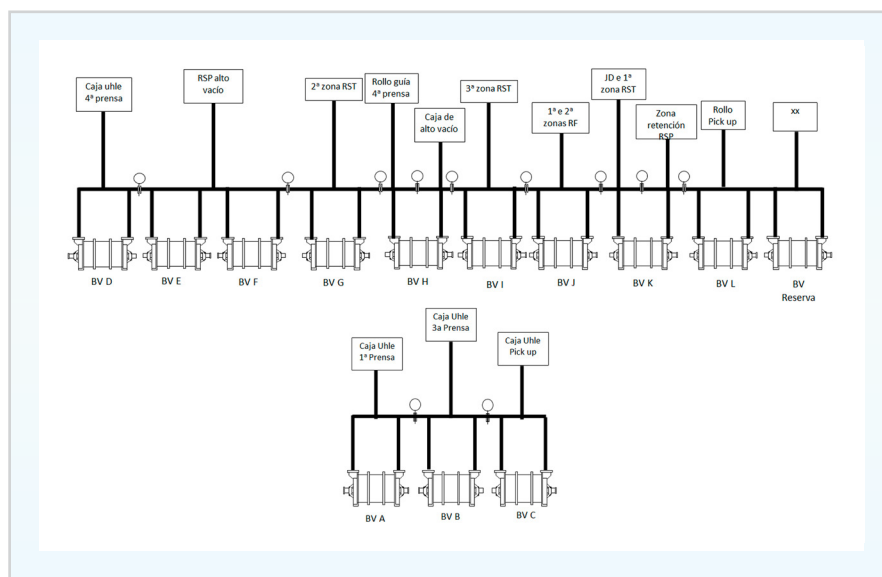 Caja uhle
4ª prensa
RSP alto
vacío
2ª zona RST
Rollo guía
4ª prensa
Caja de
alto vacío
3ª zona RST
1ª e 2ª
zonas RF
JD e 1ª
zona RST
Zona
retención
RSP
Rollo
Pick up
xx
BV D
BV E
BV F
BV G
BV H
BV I
BV J
BV K
BV L
BV
Reserva
Caja Uhle
1ª Prensa
Caja Uhle
3a Prensa
Caja Uhle
Pick up
BV A
BV B
BV C